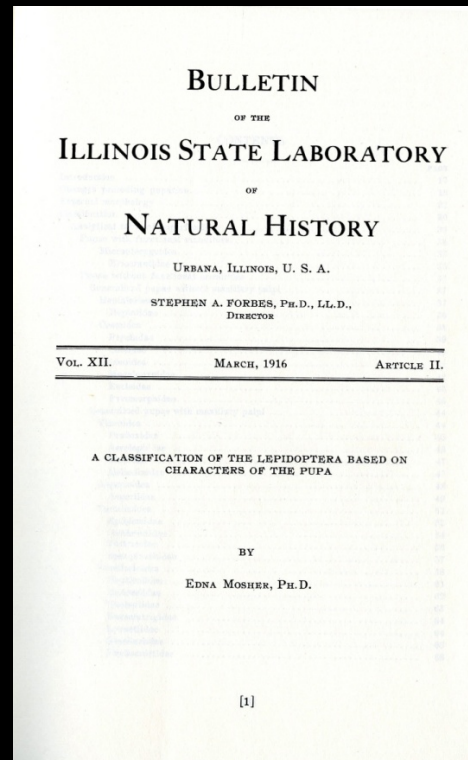 BULLETIN
OF THE
ILLINOIS STATE LABORATORY
OF
NATURAL HISTORY
URBANA, ILLINOIS, U. S. A.
STEPHEN A. FORBES, PH.D., LL.D.,
DIRECTOR
VOL. XII. MARCH, 1916 ARTICLE II.
A CLASSIFICATION OF THE LEPIDOPTERA BASED ON
CHARACTERS OF THE PUPA
BY
EDNA MOSHER, PH.D.
[1]